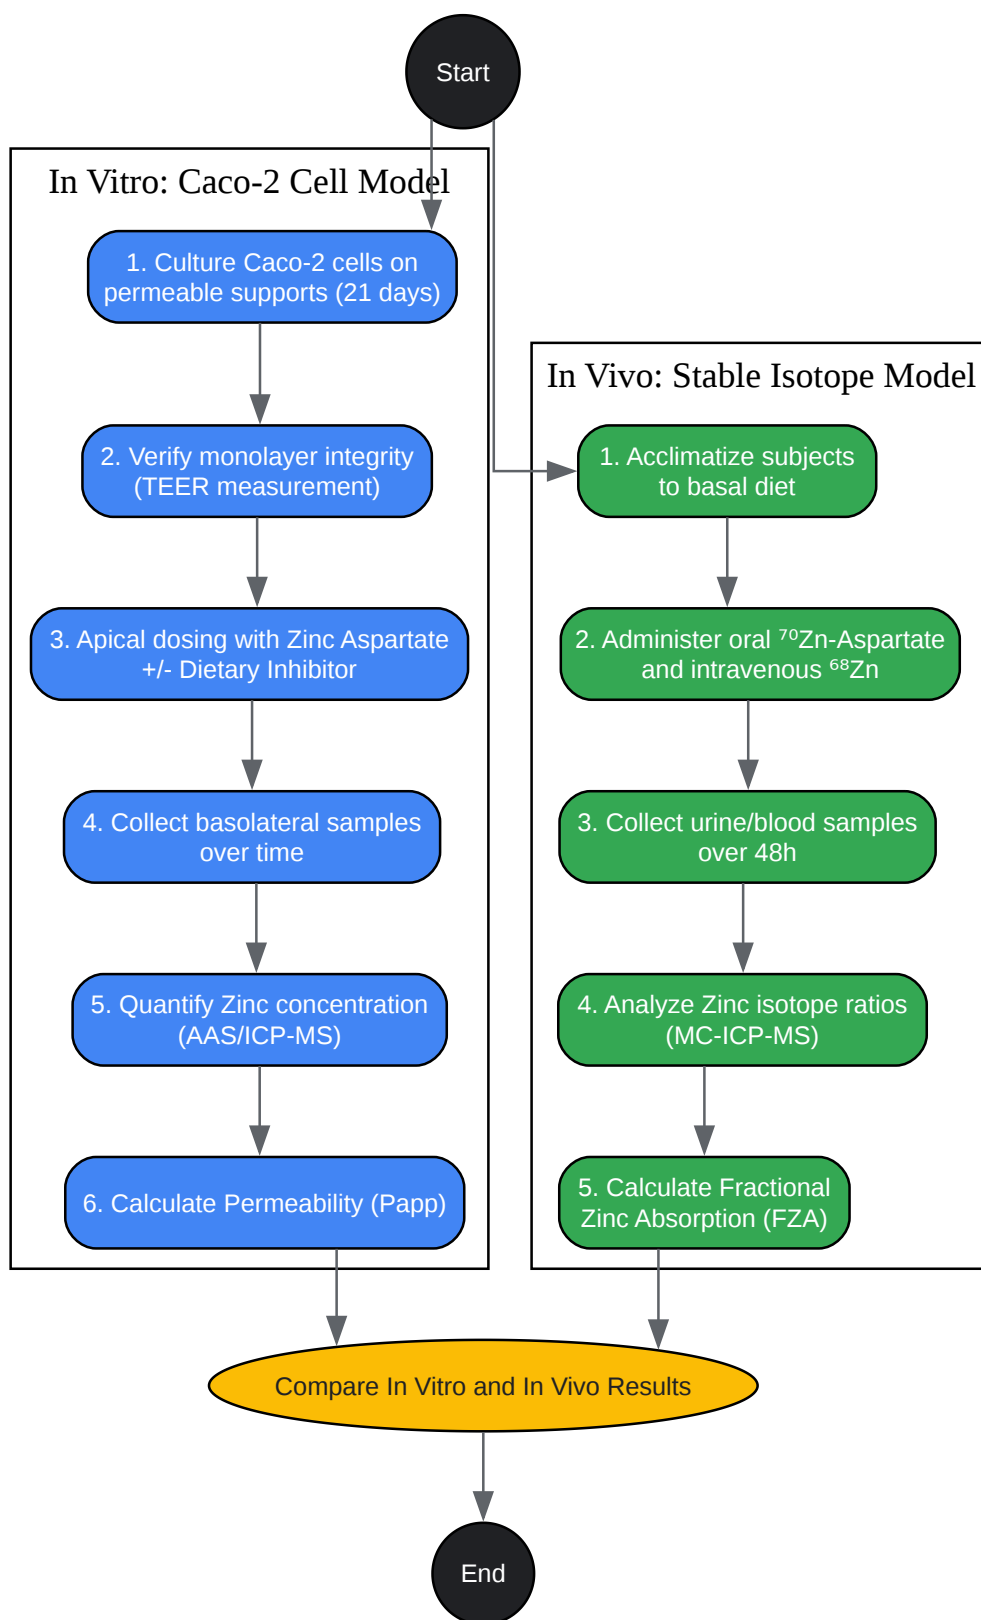 Start
In Vitro: Caco-2 Cell Model
1. Culture Caco-2 cells on
permeable supports (21 days)
2. Verify monolayer integrity
(TEER measurement)
3. Apical dosing with Zinc Aspartate
+/- Dietary Inhibitor
4. Collect basolateral samples
over time
5. Quantify Zinc concentration
(AAS/ICP-MS)
6. Calculate Permeability (Papp)
In Vivo: Stable Isotope Model
1. Acclimatize subjects
to basal diet
2. Administer oral ⁷⁰Zn-Aspartate
and intravenous ⁶⁸Zn
3. Collect urine/blood samples
over 48h
4. Analyze Zinc isotope ratios
(MC-ICP-MS)
5. Calculate Fractional
Zinc Absorption (FZA)
Compare In Vitro and In Vivo Results
End